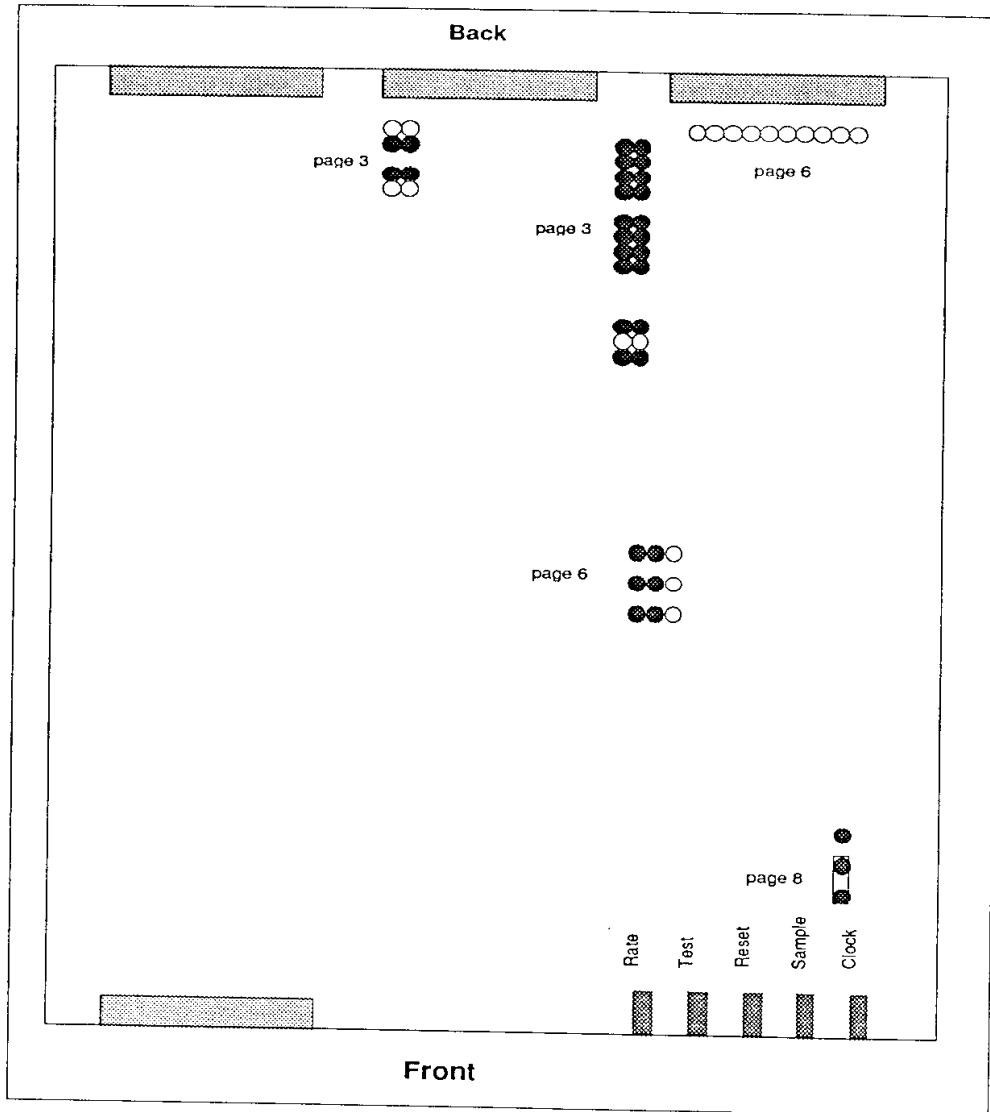 Back
page 3
page 6
page 3
page 6
page 8
Rate
Test
Reset
Sample
Clock
Front